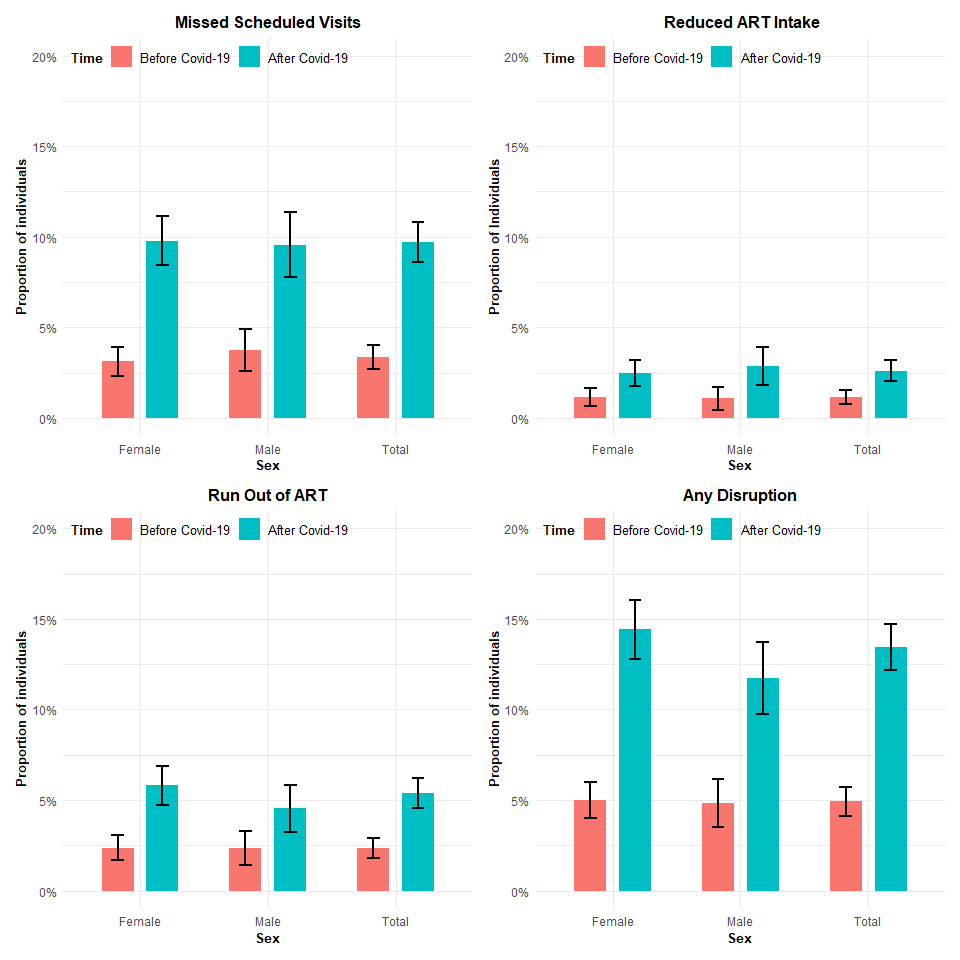 Missed Scheduled Visits
Time Before Covid-19 After Covid-19
20%
15%
10%
5%
0%
Proportion of individuals
Female Male Total
Sex
Reduced ART Intake
Time Before Covid-19 After Covid-19
20%
15%
10%
5%
0%
Proportion of Individuals
Female Male Total
Sex
Run Out of ART
Time Before Covid-19 After Covid-19
20%
15%
10%
5%
0%
Proportion of individuals
Female Male Total
Sex
Any Disruption
Time Before Covid-19 After Covid-19
20%
15%
10%
5%
0%
Proportion of individuals
Female Male Total
Sex